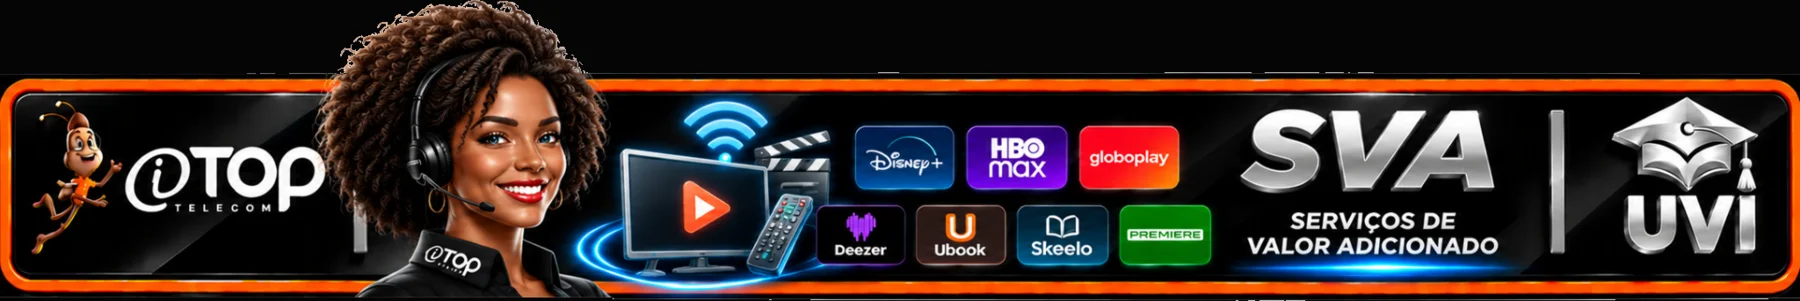 iTOP
TELECOM
iTOP
DISNEY+
HBO
max
globoplay
Deezer
Ubook
Skeelo
PREMIERE
SVA
SERVIÇOS DE
VALOR ADICIONADO
UVI